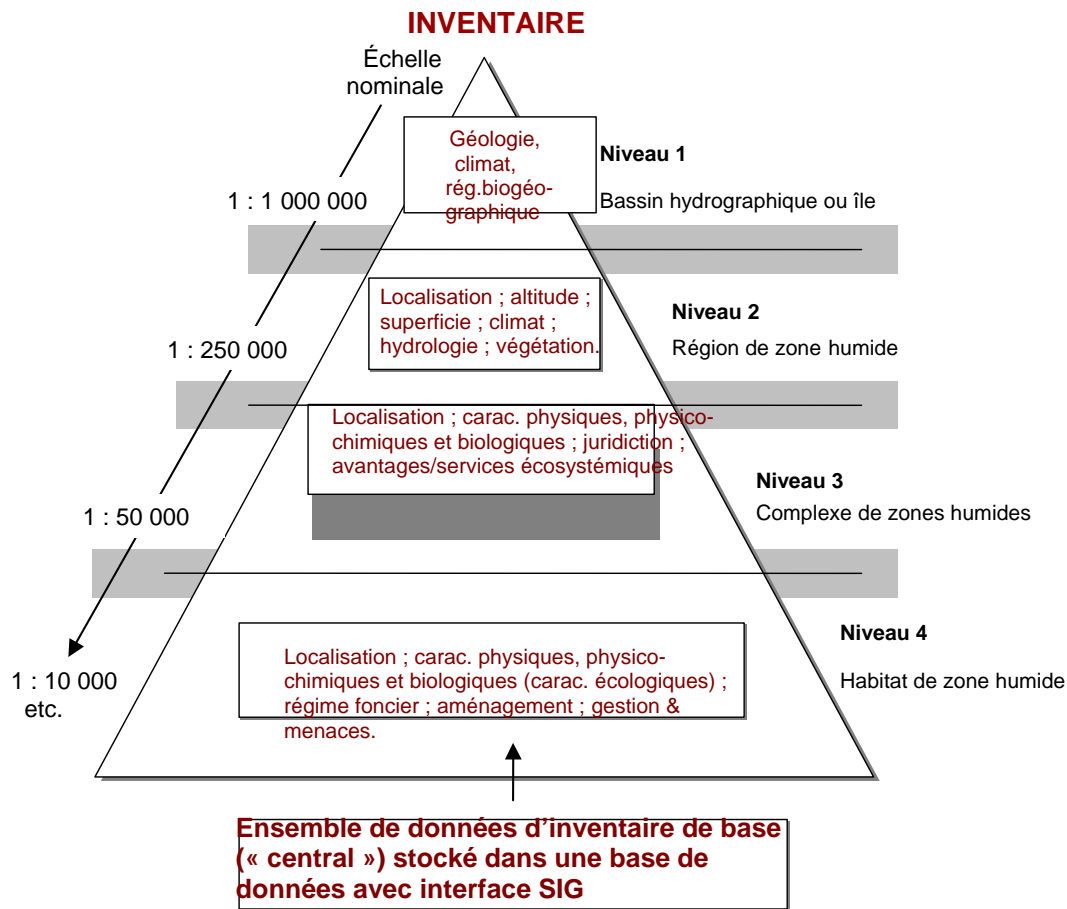 INVENTAIRE
Échelle
nominale
Géologie,
climat,
rég.biogéo-
graphique
Niveau 1
1 : 1 000 000
Bassin hydrographique ou île
Localisation ; altitude ;
superficie ; climat ;
hydrologie ; végétation.
Niveau 2
1 : 250 000
Région de zone humide
Localisation ; carac. physiques, physico-
chimiques et biologiques ; juridiction ;
avantages/services écosystémiques
Niveau 3
1 : 50 000
Complexe de zones humides
Niveau 4
Localisation ; carac. physiques, physico-
chimiques et biologiques (carac. écologiques) ;
régime foncier ; aménagement ; gestion &
menaces.
1 : 10 000
etc.
Habitat de zone humide
Ensemble de données d’inventaire de base
(« central ») stocké dans une base de
données avec interface SIG